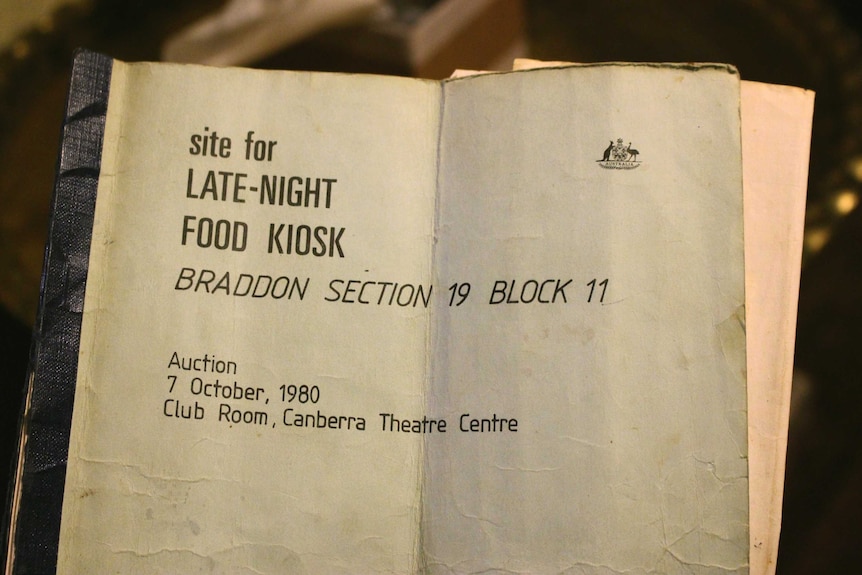 site for
LATE-NIGHT
FOOD KIOSK
BRADDON SECTION 19 BLOCK 11
Auction
7 October, 1980
Club Room, Canberra Theatre Centre
AUSTRALIA